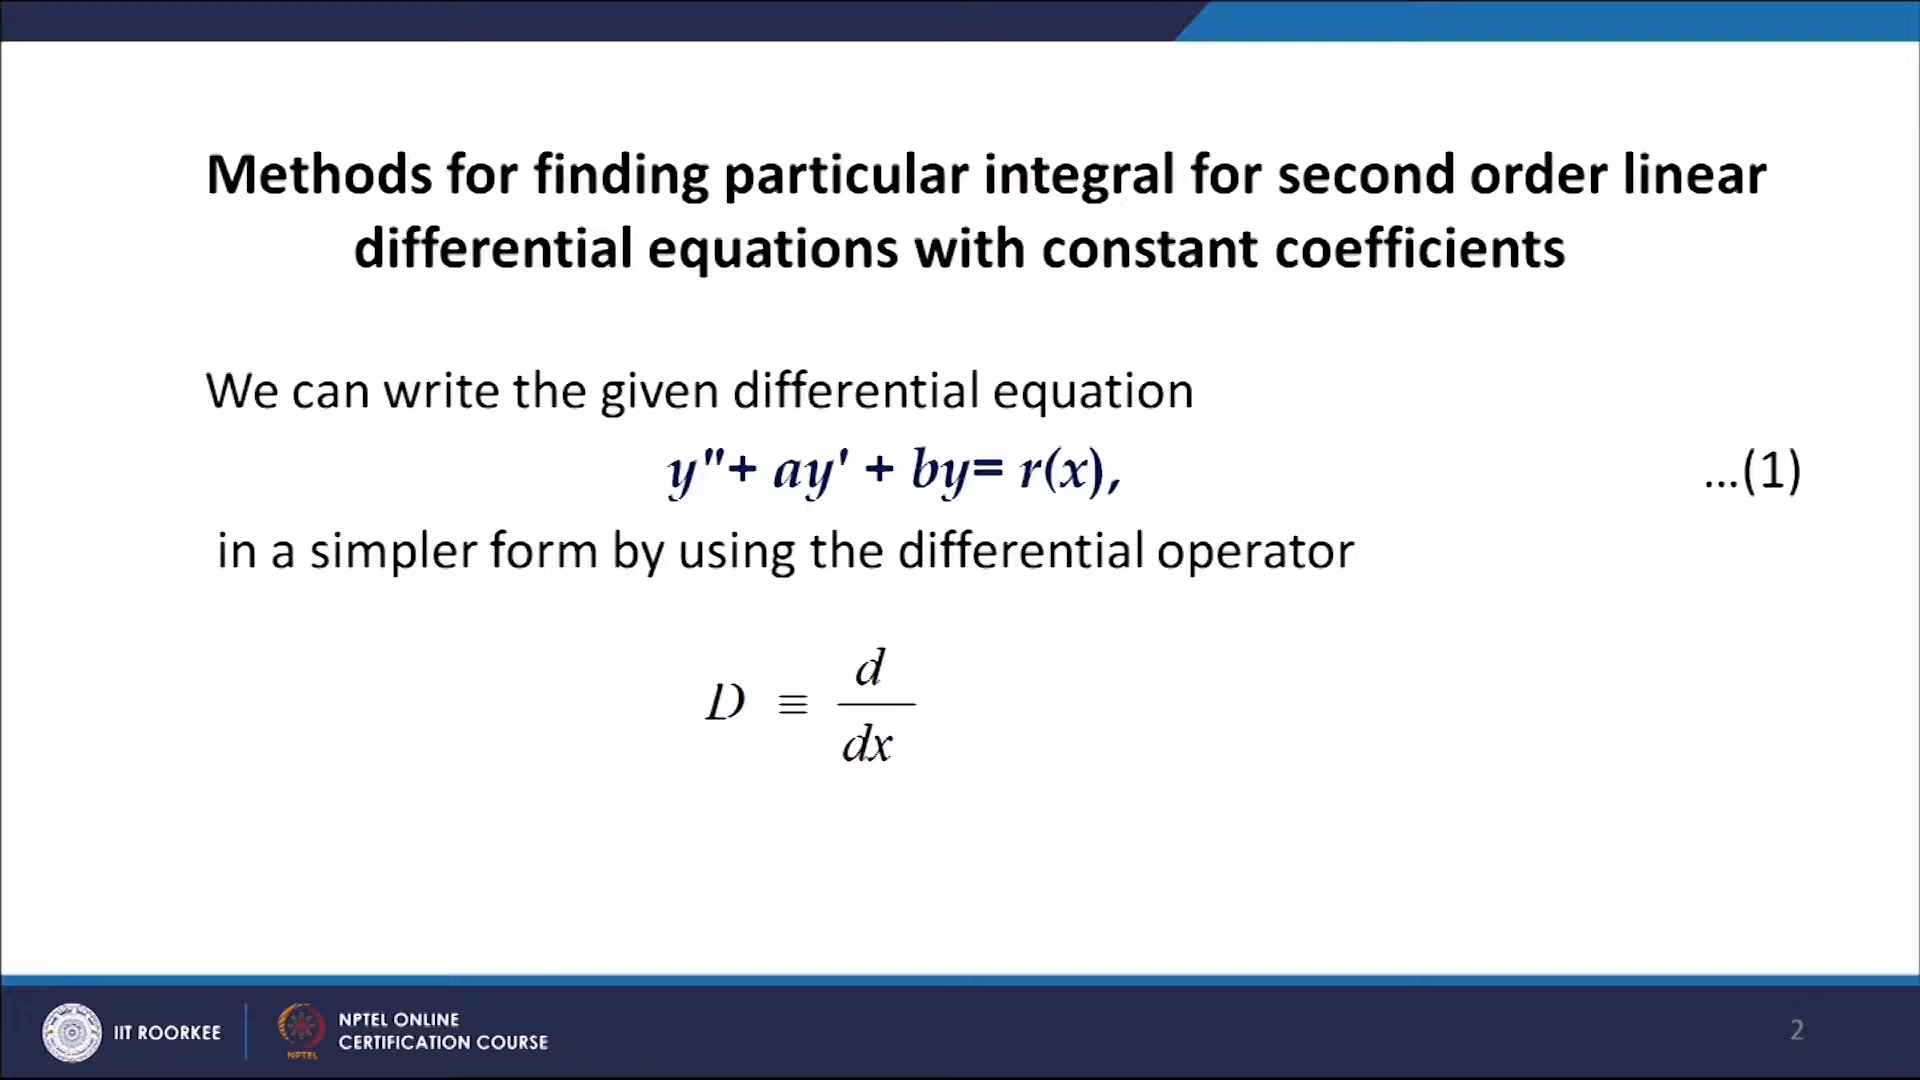 Methods for finding particular integral for second order linear
differential equations with constant coefficients
We can write the given differential equation
y"+ ay' + by= r(x), ...(1)
in a simpler form by using the differential operator
D ≡ d/dx
IIT ROORKEE
NPTEL
NPTEL ONLINE
CERTIFICATION COURSE
2